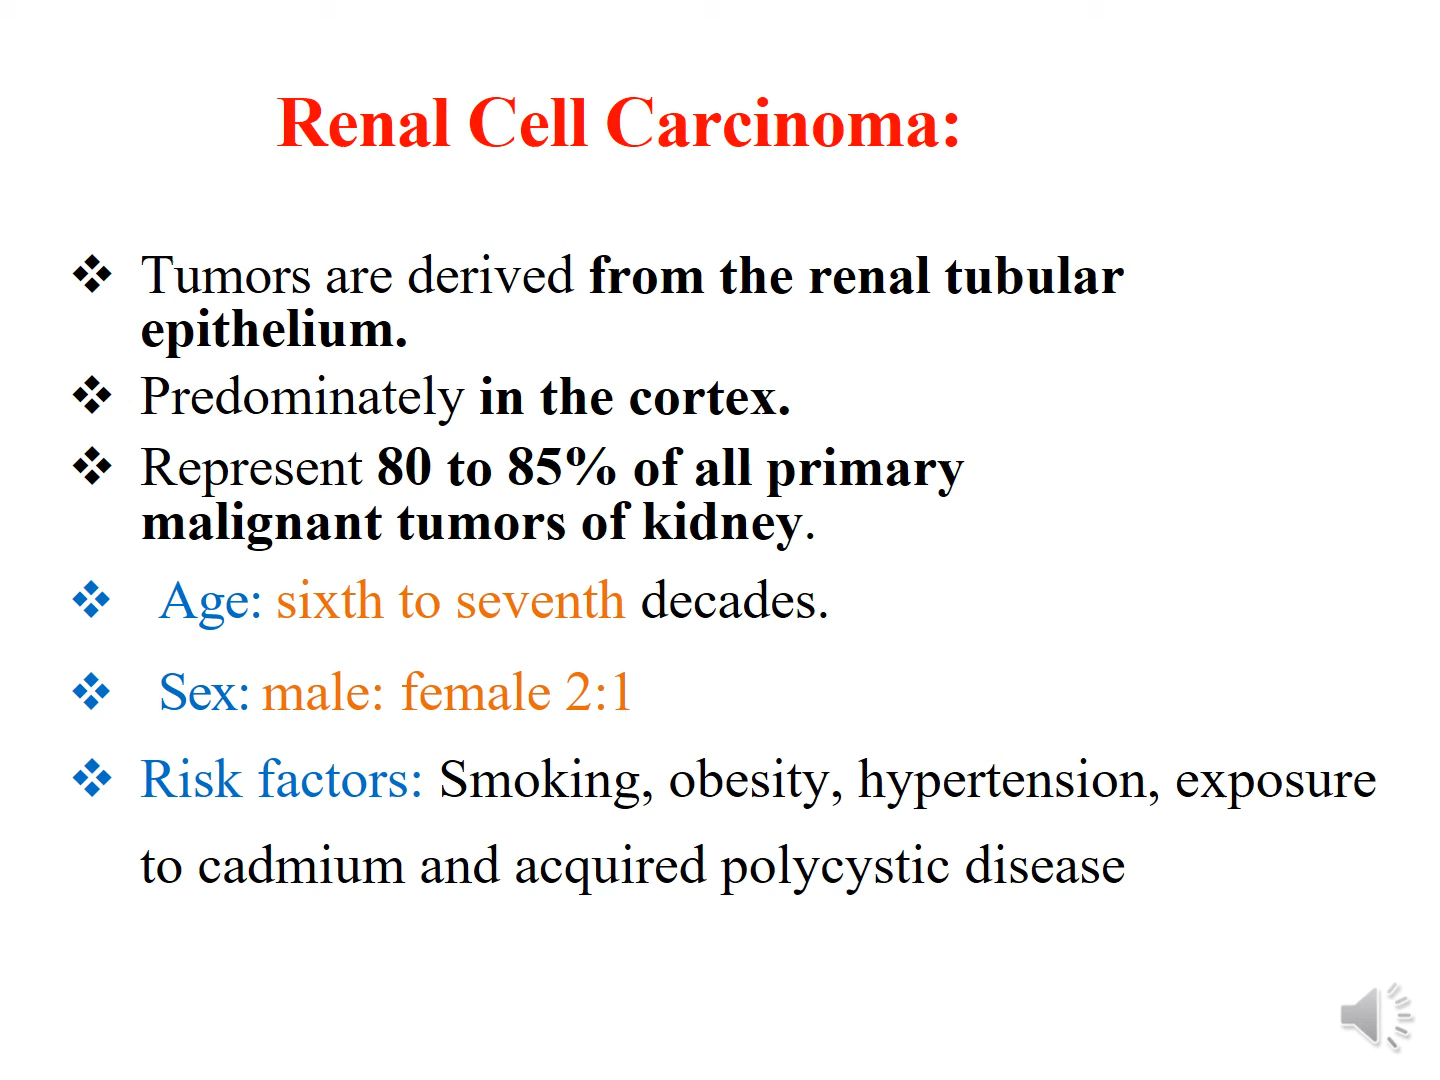 Renal Cell Carcinoma:
❖ Tumors are derived from the renal tubular
epithelium.
❖ Predominately in the cortex.
❖ Represent 80 to 85% of all primary
malignant tumors of kidney.
❖ Age: sixth to seventh decades.
❖ Sex: male: female 2:1
❖ Risk factors: Smoking, obesity, hypertension, exposure
to cadmium and acquired polycystic disease